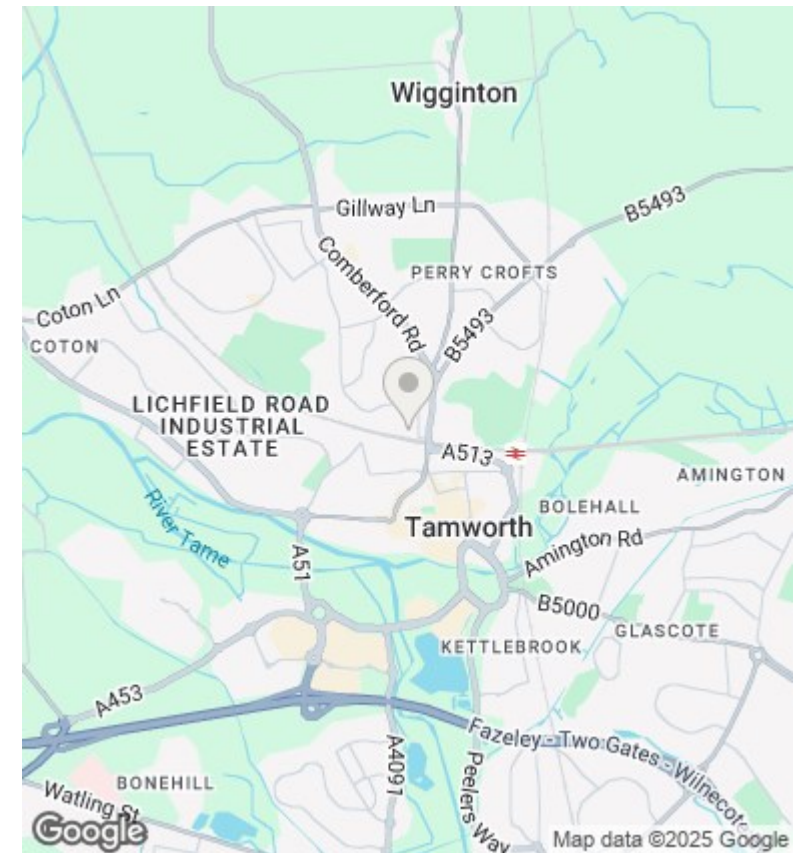 Wigginton
Gillway Ln
B5493
Comberford Rd
PERRY CROFTS
Coton Ln
B5493
COTON
LICHFIELD ROAD
INDUSTRIAL
ESTATE
A513
AMINGTON
River Tame
BOLEHALL
Tamworth
A51
Amington Rd
B5000
GLASCOTE
KETTLEBROOK
A453
Fazeley - Two Gates - Wilnecote
A4091
Peelers Way
BONEHILL
Watling St
Google
Map data ©2025 Google